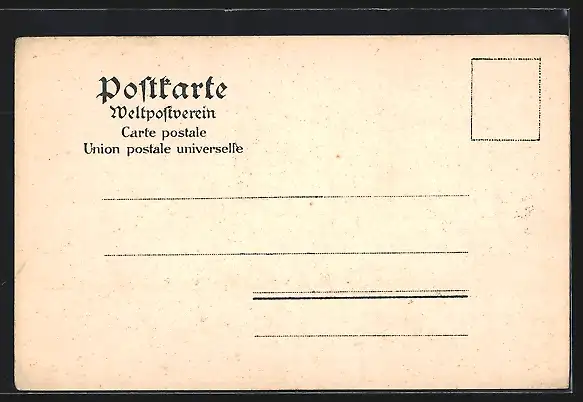 Poſtkarte
Weltpoſtverein
Carte postale
Union postale universelle